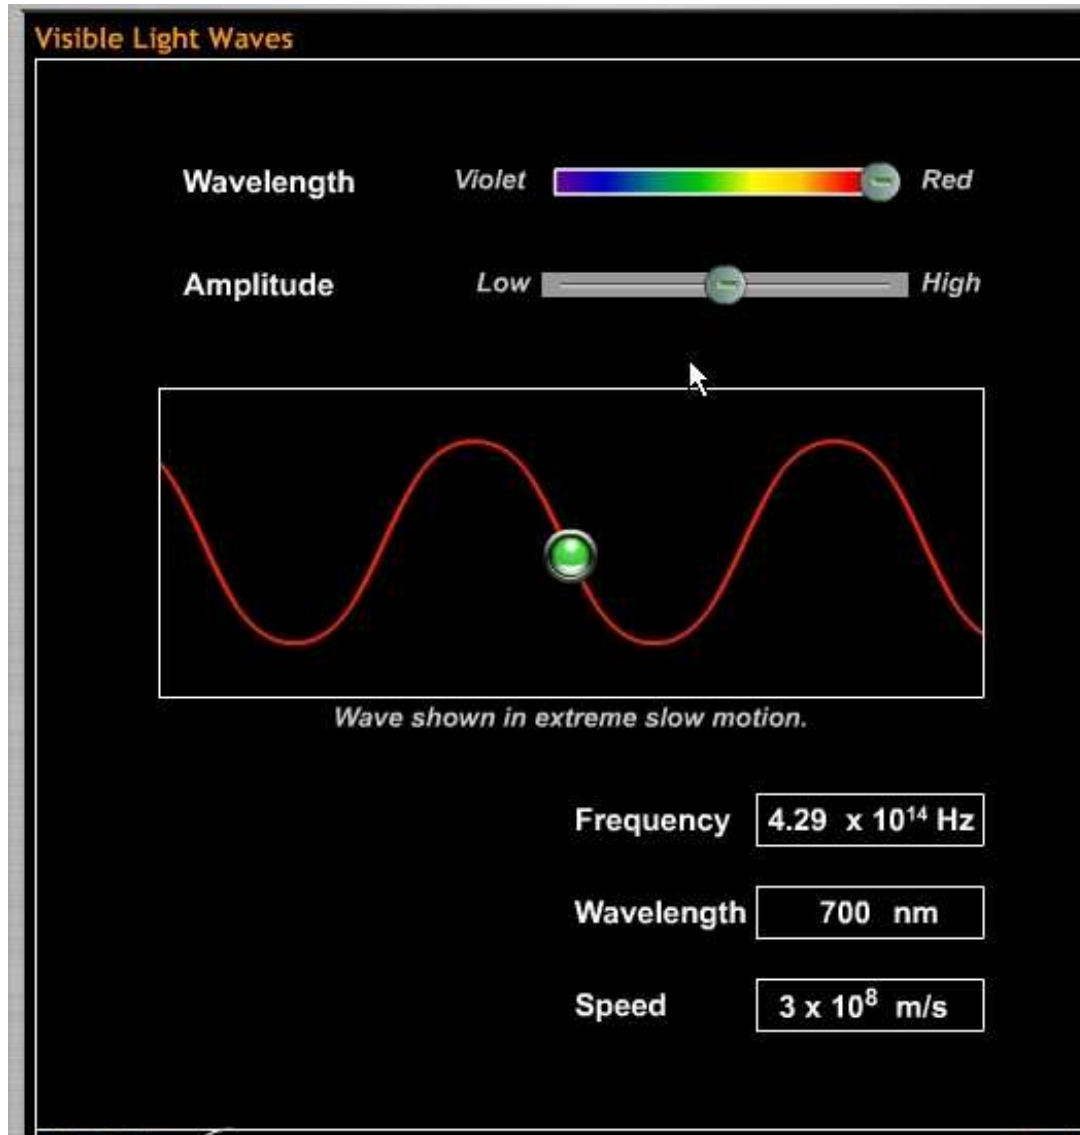 Visible Light Waves
Wavelength Violet Red
Amplitude Low High
Wave shown in extreme slow motion.
Frequency 4.29 x 10¹⁴ Hz
Wavelength 700 nm
Speed 3 x 10⁸ m/s